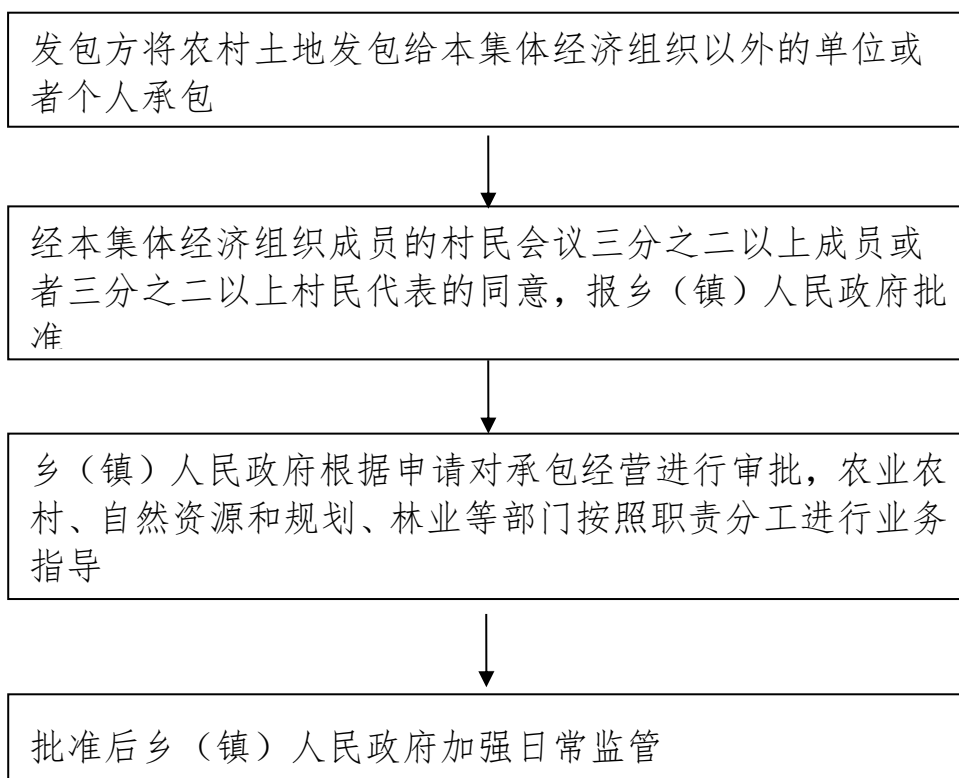 发包方将农村土地发包给本集体经济组织以外的单位或
者个人承包
经本集体经济组织成员的村民会议三分之二以上成员或
者三分之二以上村民代表的同意，报乡（镇）人民政府批
准
乡（镇）人民政府根据申请对承包经营进行审批，农业农
村、自然资源和规划、林业等部门按照职责分工进行业务
指导
批准后乡（镇）人民政府加强日常监管